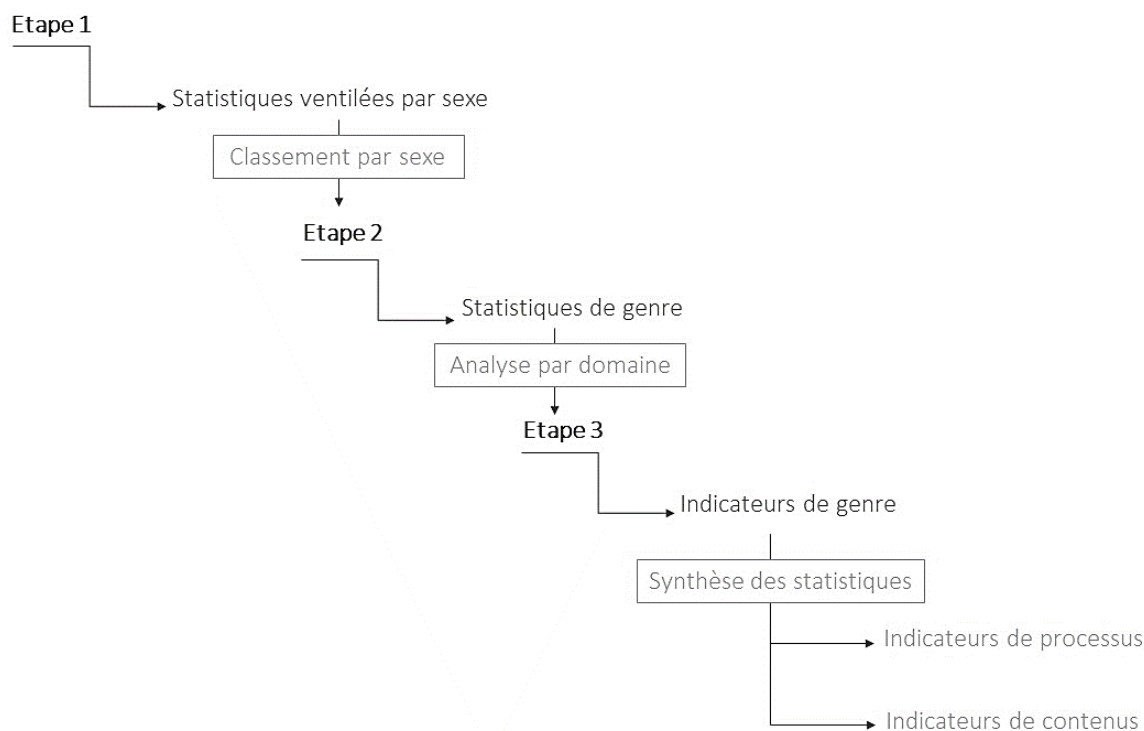 Etape 1
Statistiques ventilées par sexe
Classement par sexe
Etape 2
Statistiques de genre
Analyse par domaine
Etape 3
Indicateurs de genre
Synthèse des statistiques
Indicateurs de processus
Indicateurs de contenus